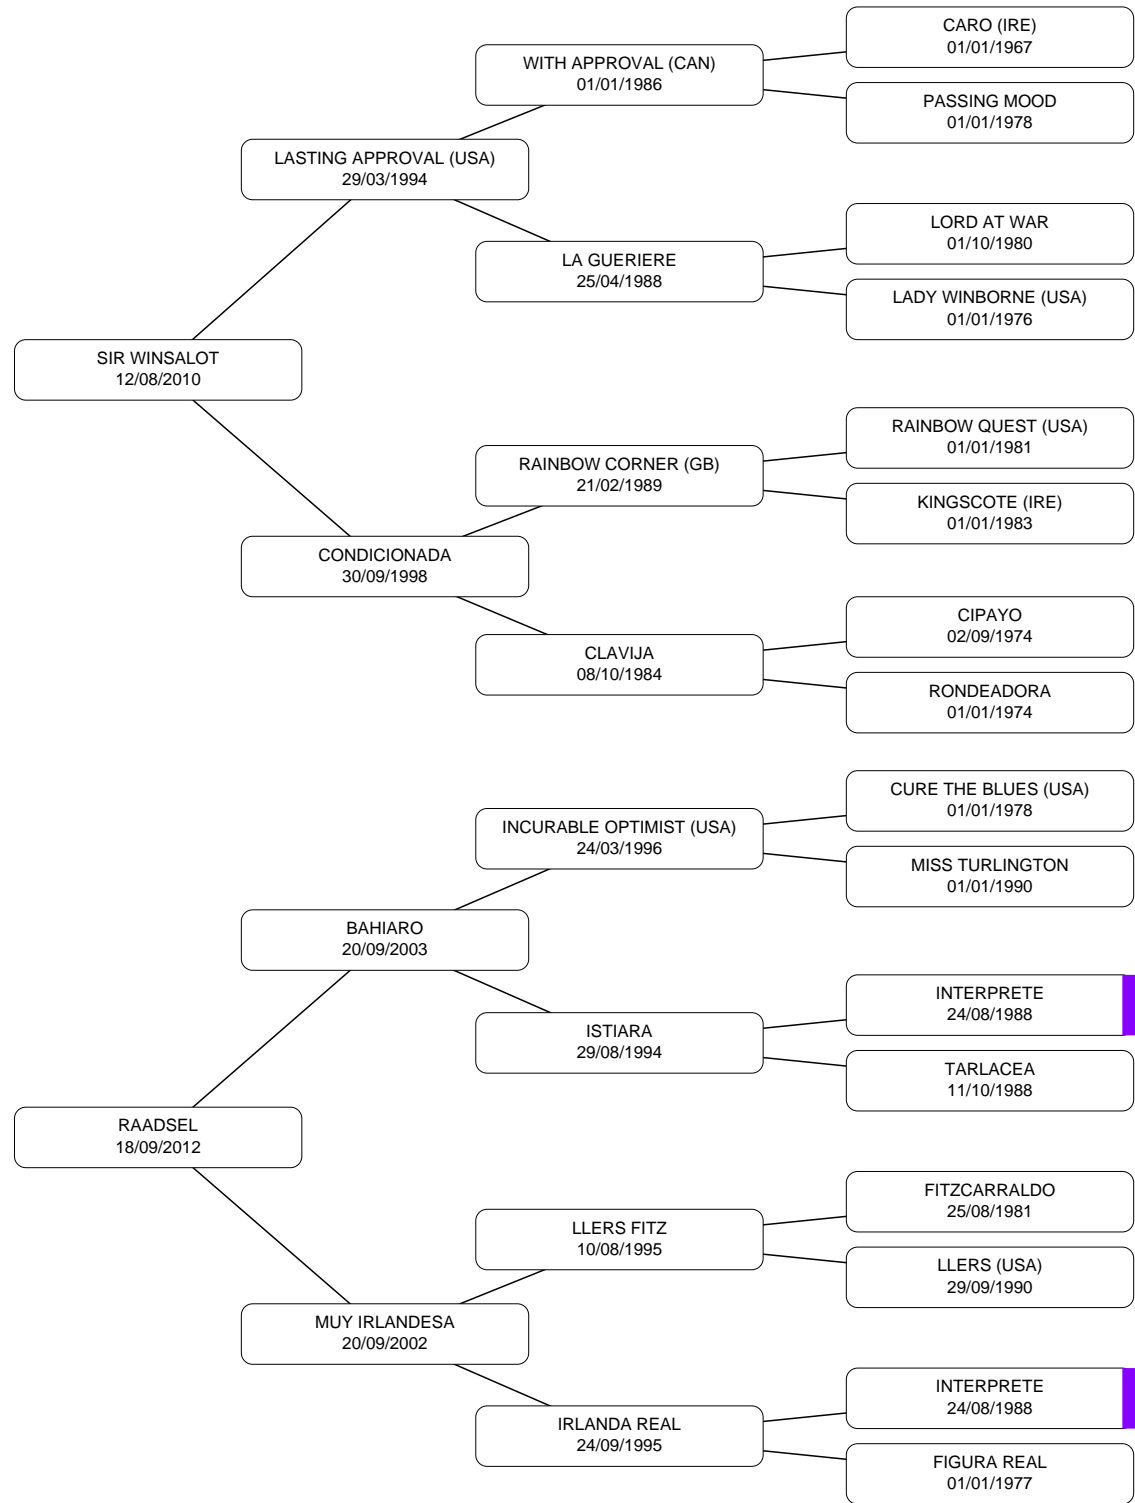 CARO (IRE)
01/01/1967
WITH APPROVAL (CAN)
01/01/1986
PASSING MOOD
01/01/1978
LASTING APPROVAL (USA)
29/03/1994
LORD AT WAR
01/10/1980
LA GUERIERE
25/04/1988
LADY WINBORNE (USA)
01/01/1976
SIR WINSALOT
12/08/2010
RAINBOW QUEST (USA)
01/01/1981
RAINBOW CORNER (GB)
21/02/1989
KINGSCOTE (IRE)
01/01/1983
CONDICIONADA
30/09/1998
CIPAYO
02/09/1974
CLAVIJA
08/10/1984
RONDEADORA
01/01/1974
CURE THE BLUES (USA)
01/01/1978
INCURABLE OPTIMIST (USA)
24/03/1996
MISS TURLINGTON
01/01/1990
BAHIARO
20/09/2003
INTERPRETE
24/08/1988
ISTIARA
29/08/1994
TARLACEA
11/10/1988
RAADSEL
18/09/2012
FITZCARRALDO
25/08/1981
LLERS FITZ
10/08/1995
LLERS (USA)
29/09/1990
MUY IRLANDESA
20/09/2002
INTERPRETE
24/08/1988
IRLANDA REAL
24/09/1995
FIGURA REAL
01/01/1977